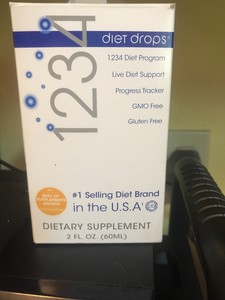 1234
diet drops
1234 Diet Program
Live Diet Support
Progress Tracker
GMO Free
Gluten Free
#1 Selling Diet Brand
in the U.S.A
DIETARY SUPPLEMENT
2 FL. OZ. (60ML)